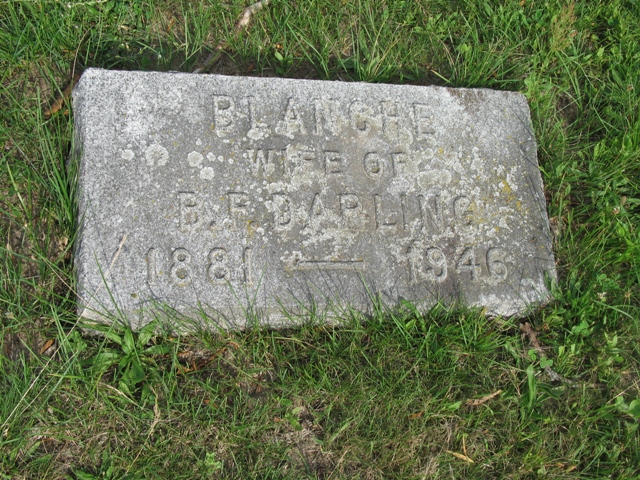 BLANCHE
WIFE OF
B. F. DARLING
1881 — 1946